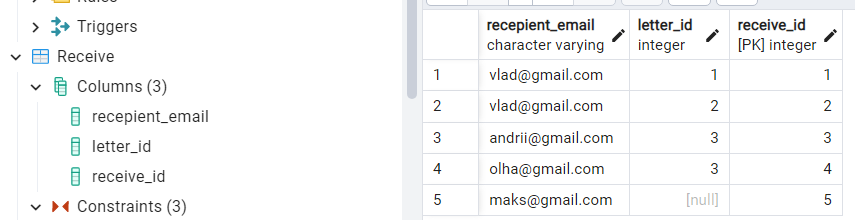 Rules
Triggers
Receive
Columns (3)
recepient_email
letter_id
receive_id
Constraints (3)
recepient_email letter_id receive_id
character varying integer [PK] integer
1 vlad@gmail.com 1 1
2 vlad@gmail.com 2 2
3 andrii@gmail.com 3 3
4 olha@gmail.com 3 4
5 maks@gmail.com [null] 5